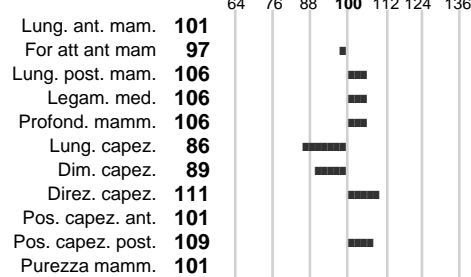 64 76 88 100 112 124 136
Lung. ant. mam. 101
For att ant mam 97
Lung. post. mam. 106
Legam. med. 106
Profond. mamm. 106
Lung. capez. 86
Dim. capez. 89
Direz. capez. 111
Pos. capez. ant. 101
Pos. capez. post. 109
Purezza mamm. 101